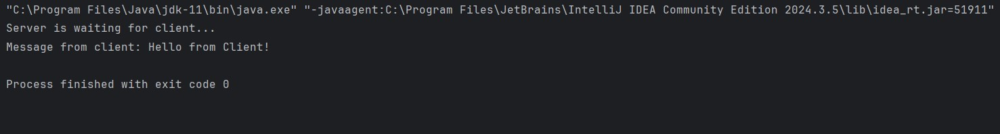 "C:\Program Files\Java\jdk-11\bin\java.exe" "-javaagent:C:\Program Files\JetBrains\IntelliJ IDEA Community Edition 2024.3.5\lib\idea_rt.jar=51911"
Server is waiting for client...
Message from client: Hello from Client!
Process finished with exit code 0